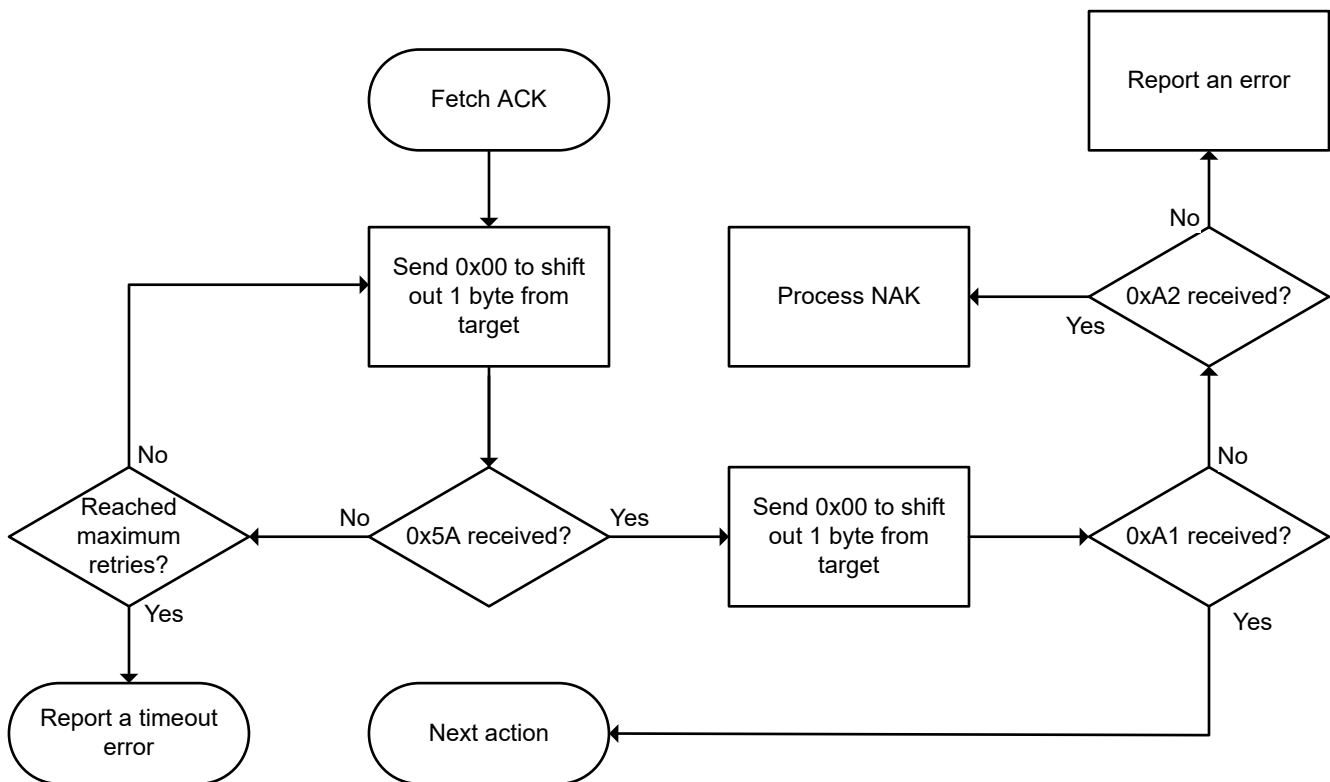 Fetch ACK
Report an error
No
Send 0x00 to shift
out 1 byte from
target
Process NAK
0xA2 received?
Yes
No
Reached
maximum
retries?
No
0x5A received?
Yes
Send 0x00 to shift
out 1 byte from
target
No
0xA1 received?
Yes
Yes
Report a timeout
error
Next action